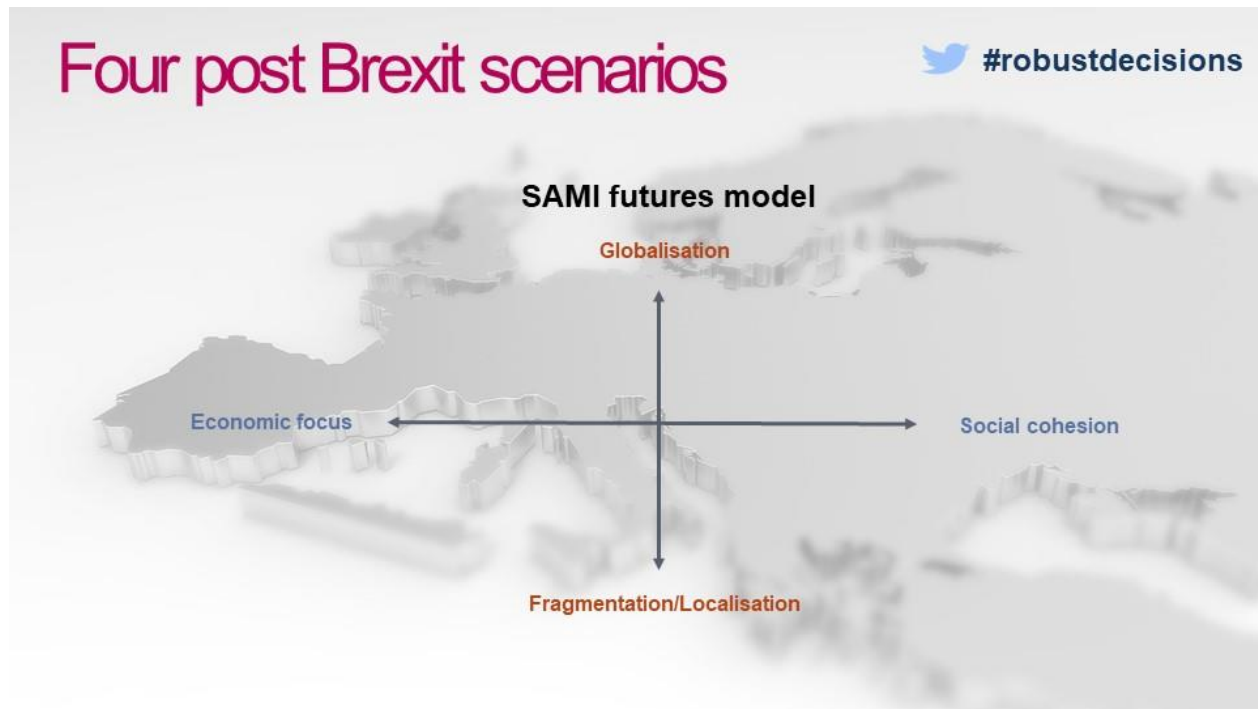 Four post Brexit scenarios
#robustdecisions
SAMI futures model
Globalisation
Economic focus
Social cohesion
Fragmentation/Localisation